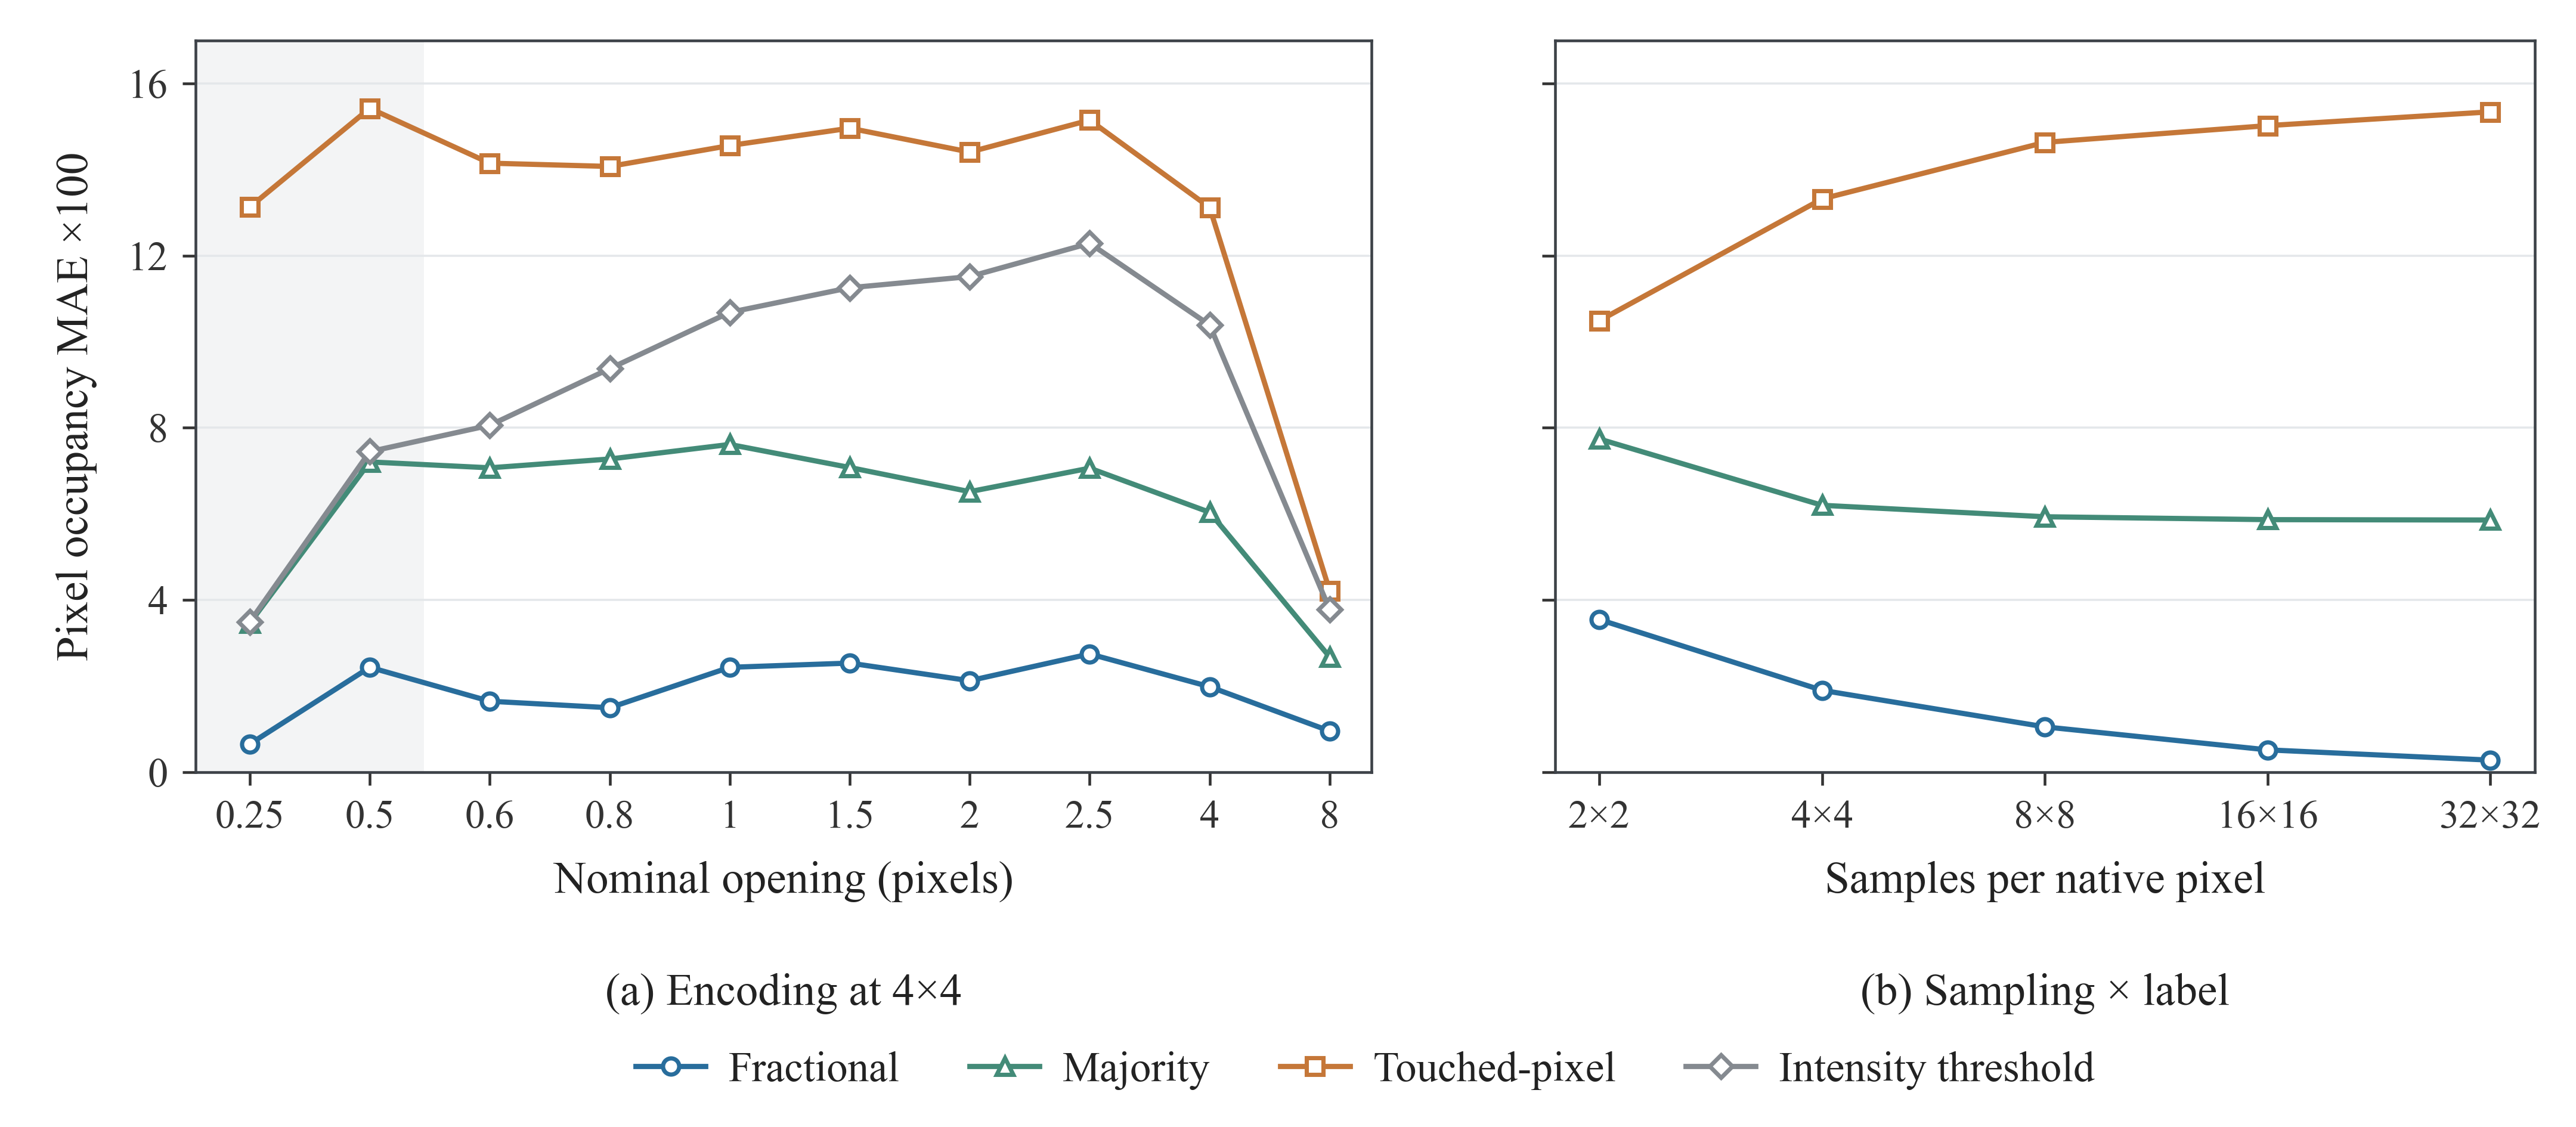 Pixel occupancy MAE ×100
16
12
8
4
0
0.25 0.5 0.6 0.8 1 1.5 2 2.5 4 8
Nominal opening (pixels)
(a) Encoding at 4×4
2×2 4×4 8×8 16×16 32×32
Samples per native pixel
(b) Sampling × label
Fractional Majority Touched-pixel Intensity threshold